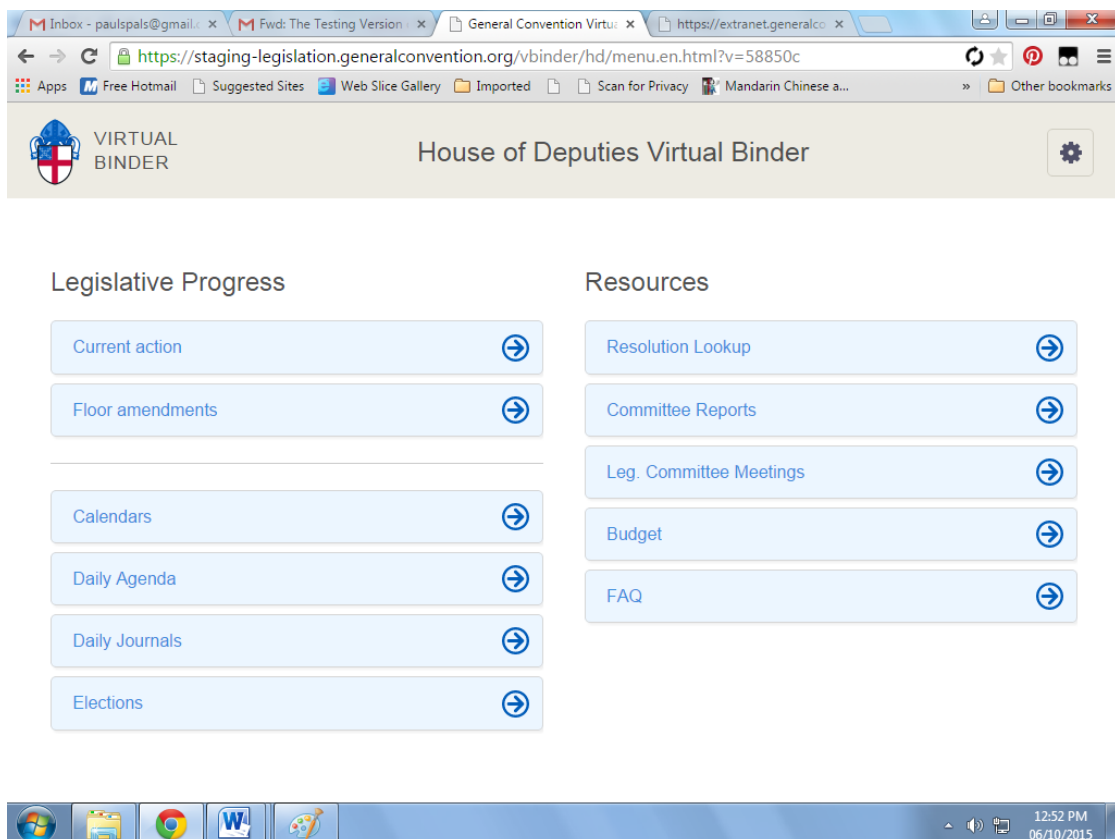 Inbox - paulspals@gmail.c
Fwd: The Testing Version
General Convention Virtu
https://extranet.generalco
https://staging-legislation.generalconvention.org/vbinder/hd/menu.en.html?v=58850c
Apps Free Hotmail Suggested Sites Web Slice Gallery Imported Scan for Privacy Mandarin Chinese a... » Other bookmarks
VIRTUAL
BINDER
House of Deputies Virtual Binder
Legislative Progress
Current action
Floor amendments
Calendars
Daily Agenda
Daily Journals
Elections
Resources
Resolution Lookup
Committee Reports
Leg. Committee Meetings
Budget
FAQ
12:52 PM
06/10/2015